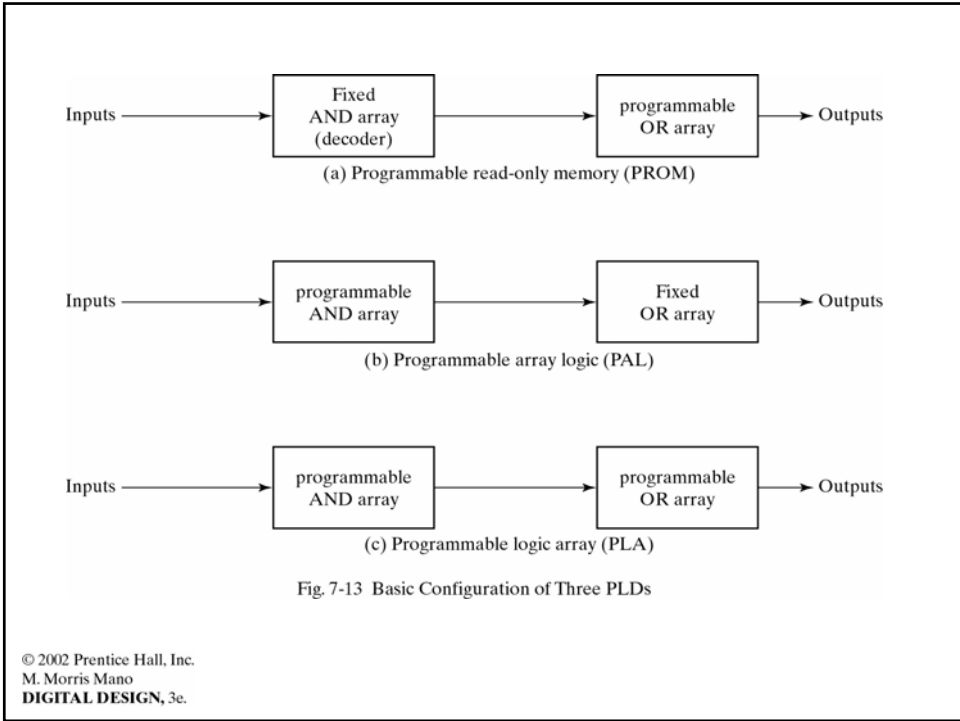 Inputs
Fixed
AND array
(decoder)
programmable
OR array
Outputs
(a) Programmable read-only memory (PROM)
Inputs
programmable
AND array
Fixed
OR array
Outputs
(b) Programmable array logic (PAL)
Inputs
programmable
AND array
programmable
OR array
Outputs
(c) Programmable logic array (PLA)
Fig. 7-13 Basic Configuration of Three PLDs
© 2002 Prentice Hall, Inc.
M. Morris Mano
DIGITAL DESIGN, 3e.